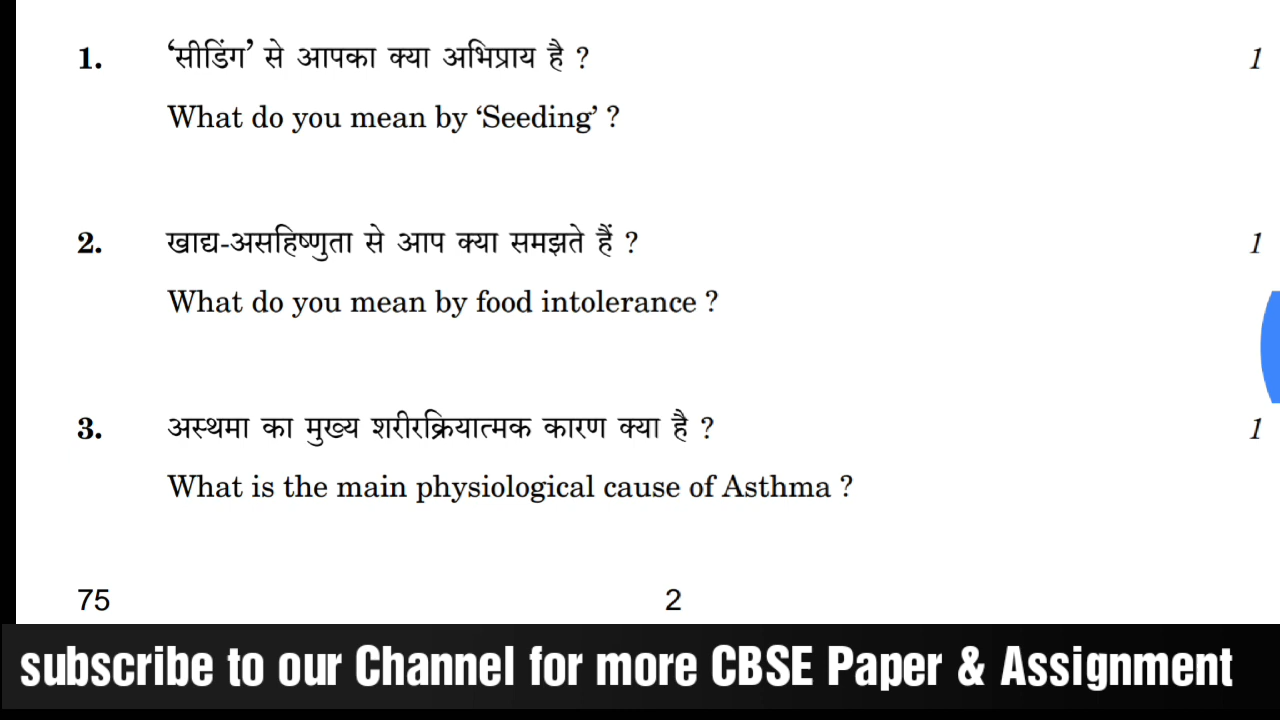 1. ‘सीडिंग’ से आपका क्या अभिप्राय है ? 1
What do you mean by ‘Seeding’ ?
2. खाद्य-असहिष्णुता से आप क्या समझते हैं ? 1
What do you mean by food intolerance ?
3. अस्थमा का मुख्य शरीरक्रियात्मक कारण क्या है ? 1
What is the main physiological cause of Asthma ?
75 2
subscribe to our Channel for more CBSE Paper & Assignment